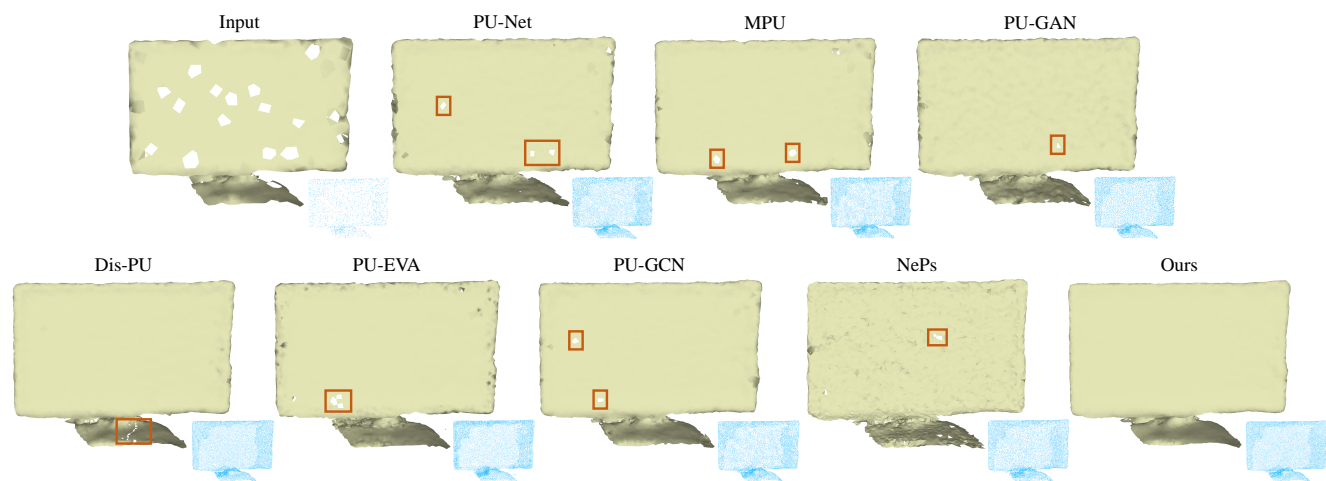 Input
PU-Net
MPU
PU-GAN
Dis-PU
PU-EVA
PU-GCN
NePs
Ours